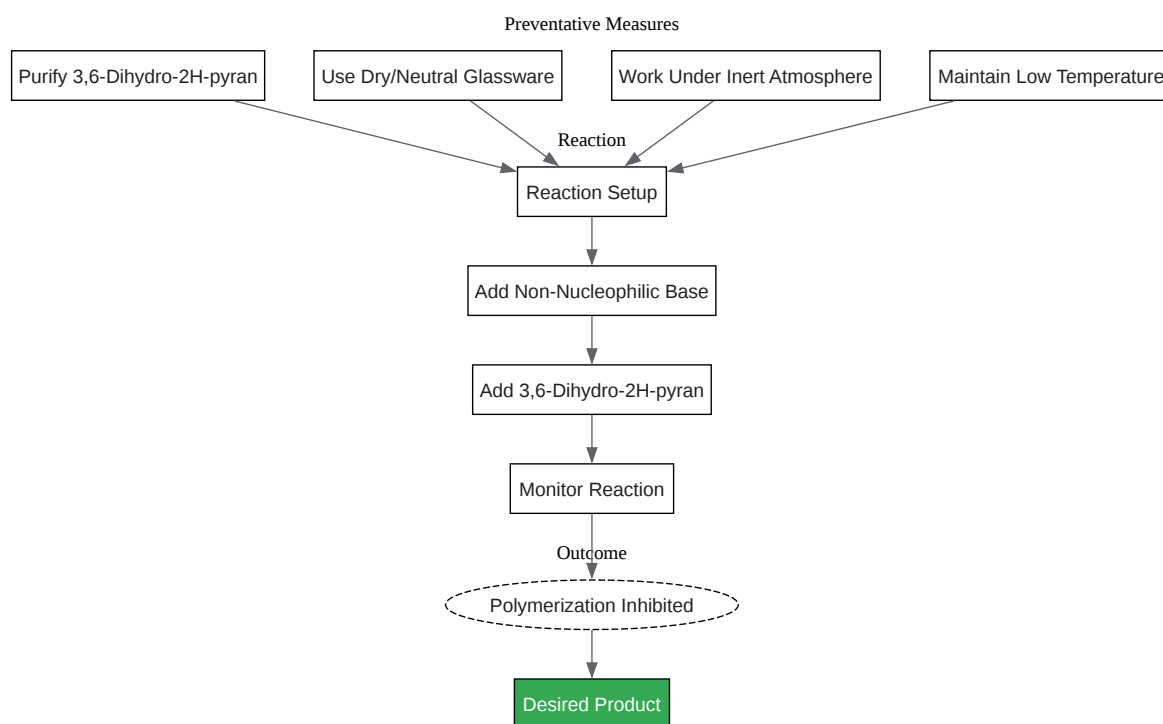 Preventative Measures
Purify 3,6-Dihydro-2H-pyran
Use Dry/Neutral Glassware
Work Under Inert Atmosphere
Maintain Low Temperature
Reaction
Reaction Setup
Add Non-Nucleophilic Base
Add 3,6-Dihydro-2H-pyran
Monitor Reaction
Outcome
Polymerization Inhibited
Desired Product